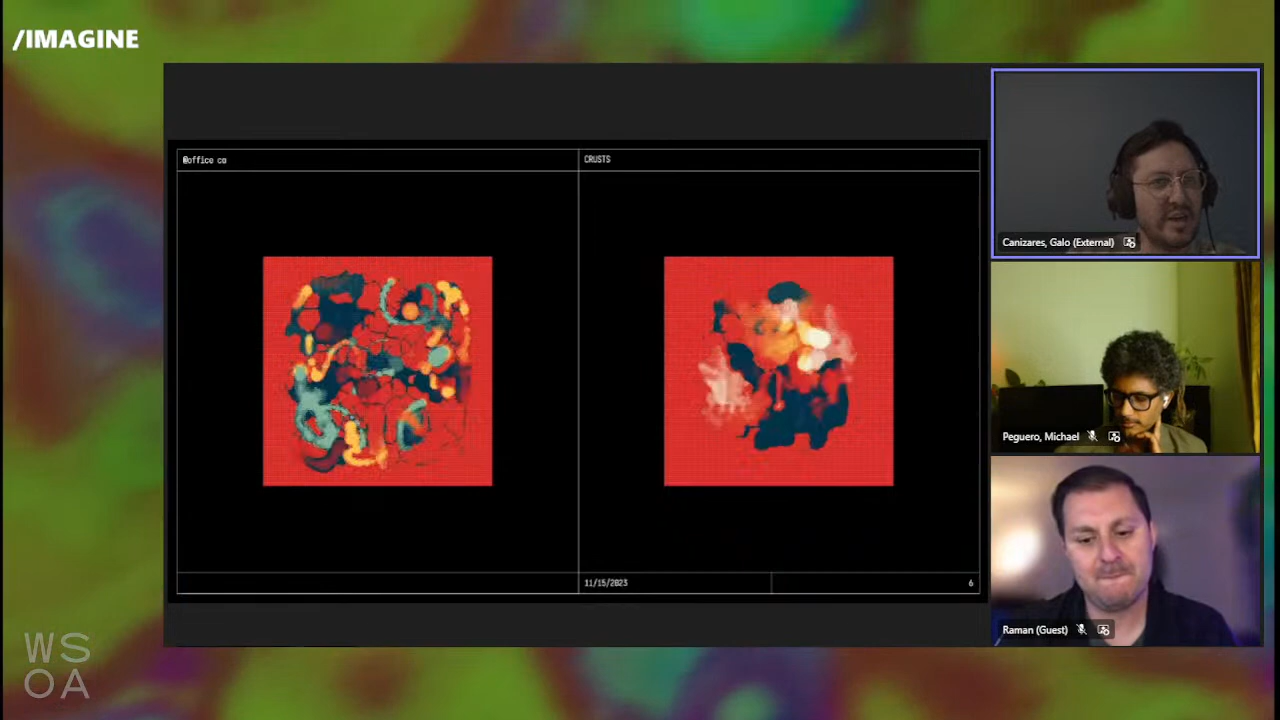 /IMAGINE
@office ca
CRUSTS
11/15/2023
6
Canizares, Galo (External)
Peguero, Michael
Raman (Guest)
WS
OA